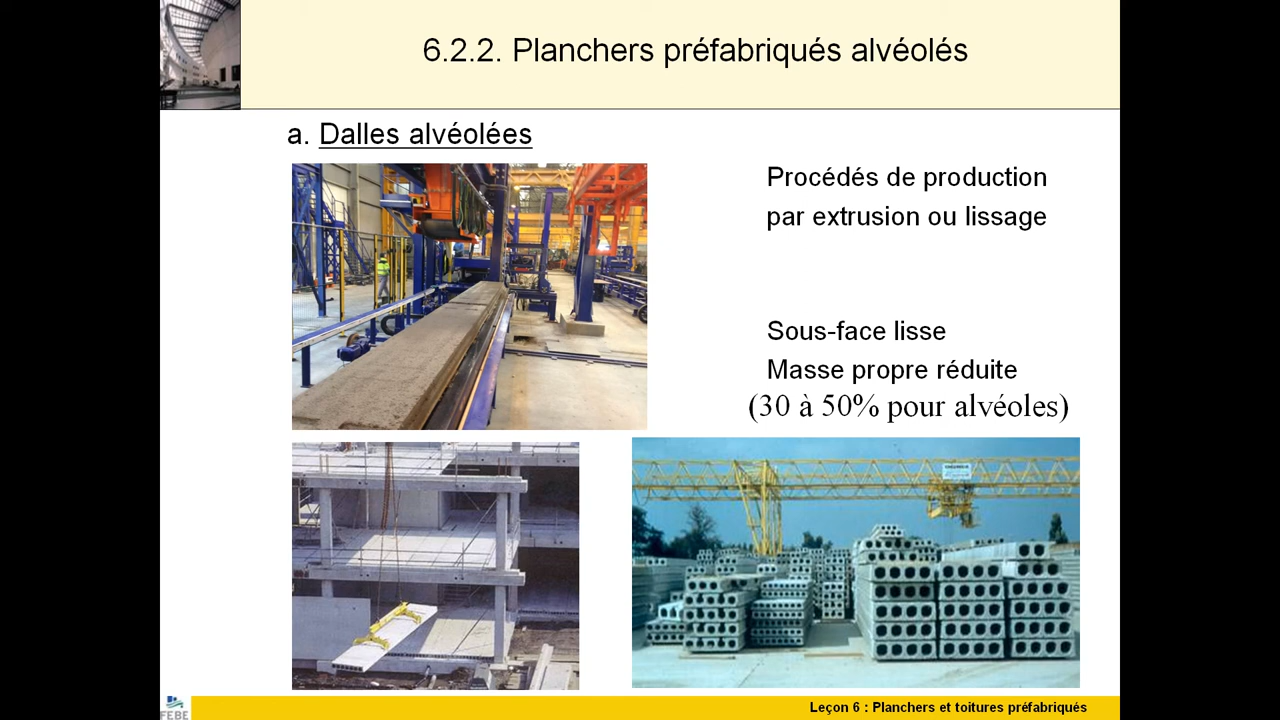 6.2.2. Planchers préfabriqués alvéolés
a. Dalles alvéolées
Procédés de production
par extrusion ou lissage
Sous-face lisse
Masse propre réduite
(30 à 50% pour alvéoles)
FEBE
Leçon 6 : Planchers et toitures préfabriqués